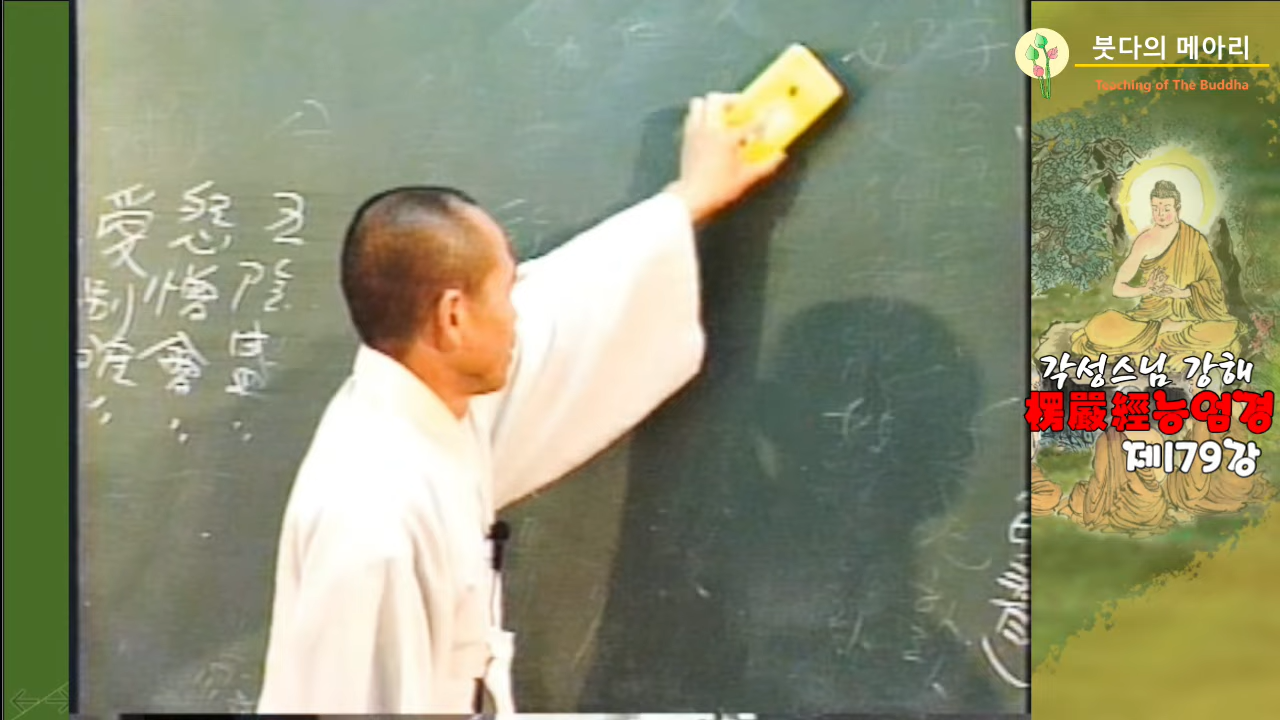 五陰盛〃
怨憎會〃
愛別離〃
붓다의 메아리
Teaching of The Buddha
각성스님 강해
楞嚴經능엄경
제179강